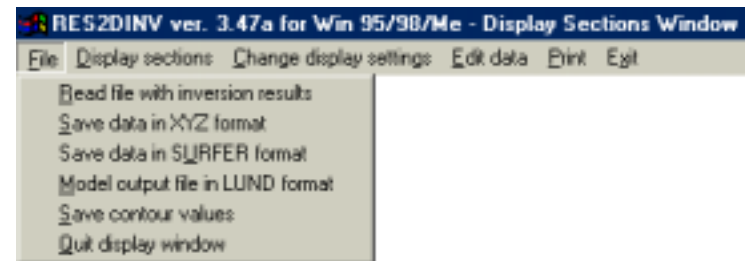 RES2DINV ver. 3.47a for Win 95/98/Me - Display Sections Window
File Display sections Change display settings Edit data Print Exit
Read file with inversion results
Save data in XYZ format
Save data in SURFER format
Model output file in LUND format
Save contour values
Quit display window